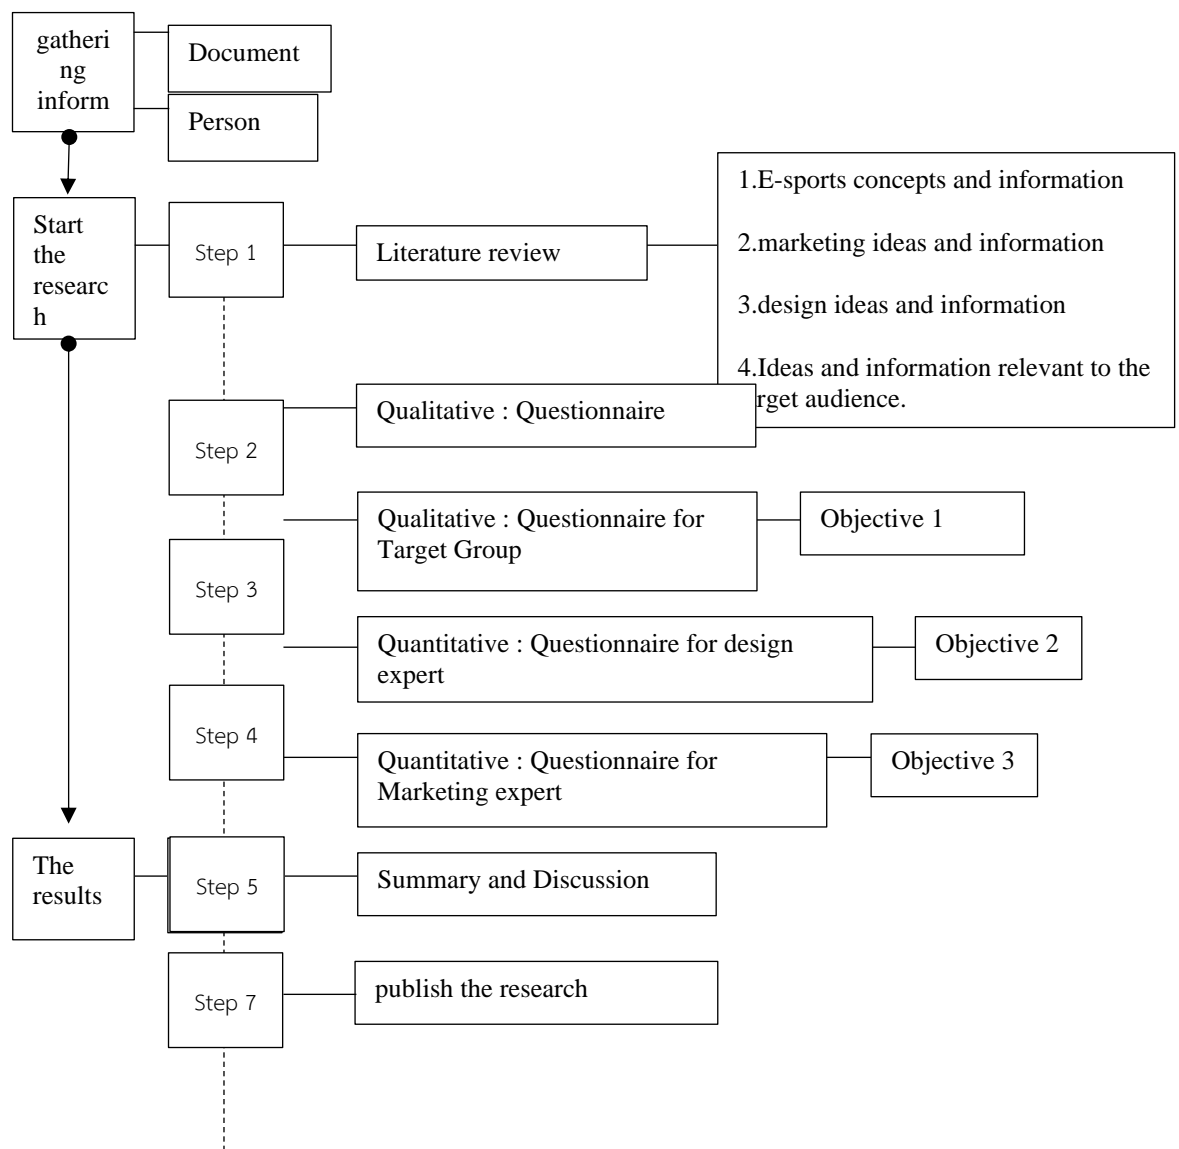 gatheri
ng
inform
Document
Person
Start
the
researc
h
Step 1
Literature review
1.E-sports concepts and information
2.marketing ideas and information
3.design ideas and information
4.Ideas and information relevant to the
rget audience.
Step 2
Qualitative : Questionnaire
Qualitative : Questionnaire for
Target Group
Objective 1
Step 3
Quantitative : Questionnaire for design
expert
Objective 2
Step 4
Quantitative : Questionnaire for
Marketing expert
Objective 3
The
results
Step 5
Summary and Discussion
Step 7
publish the research